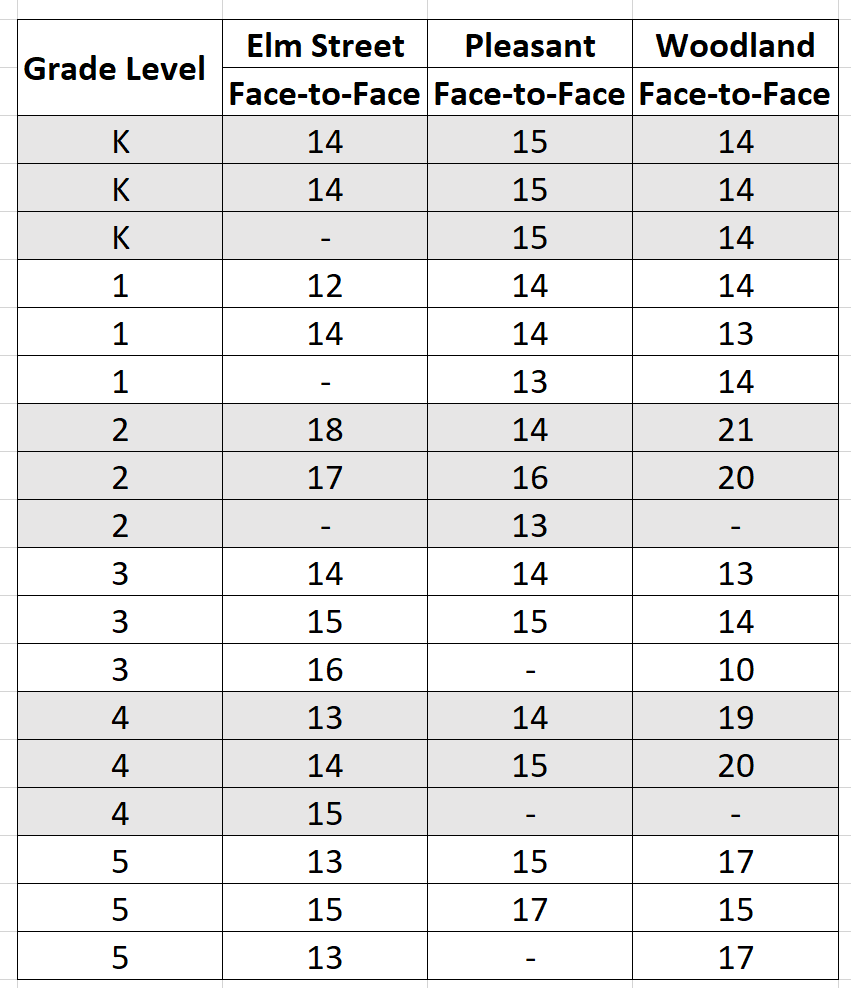 Grade Level Elm Street Pleasant Woodland
Face-to-Face Face-to-Face Face-to-Face
K 14 15 14
K 14 15 14
K - 15 14
1 12 14 14
1 14 14 13
1 - 13 14
2 18 14 21
2 17 16 20
2 - 13 -
3 14 14 13
3 15 15 14
3 16 - 10
4 13 14 19
4 14 15 20
4 15 - -
5 13 15 17
5 15 17 15
5 13 - 17